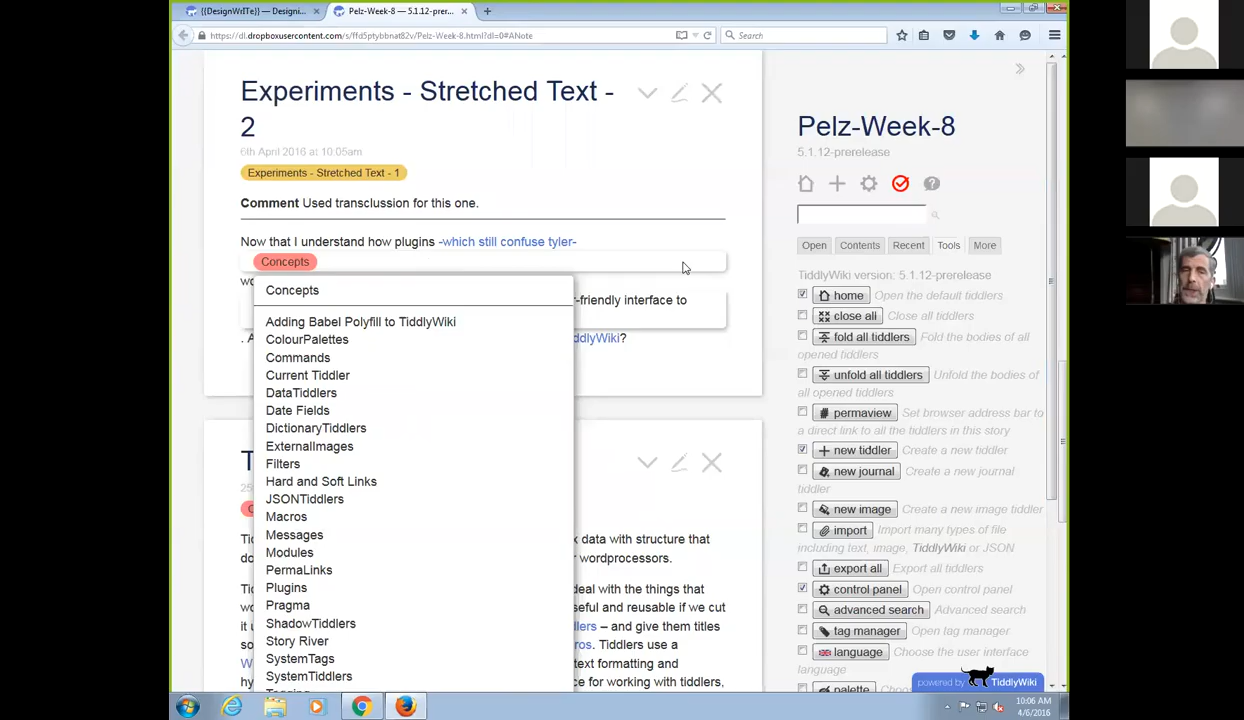 {{DesignWrITe}} — Designi...
Pelz-Week-8 — 5.1.12-prer...
https://dl.dropboxusercontent.com/s/ffd5ptybbnat82v/Pelz-Week-8.html?dl=0#ANote
Search
Experiments - Stretched Text -
2
6th April 2016 at 10:05am
Experiments - Stretched Text - 1
Comment Used transclussion for this one.
Now that I understand how plugins -which still confuse tyler-
Concepts
wo
r-friendly interface to
. A
ddlyWiki?
Concepts
Adding Babel Polyfill to TiddlyWiki
ColourPalettes
Commands
Current Tiddler
DataTiddlers
Date Fields
DictionaryTiddlers
ExternalImages
Filters
Hard and Soft Links
JSONTiddlers
Macros
Messages
Modules
PermaLinks
Plugins
Pragma
ShadowTiddlers
Story River
SystemTags
SystemTiddlers
T
25
C
Tid
x data with structure that
do
r wordprocessors.
Tid
deal with the things that
wo
seful and reusable if we cut
it u
llers – and give them titles
so
ros. Tiddlers use a
W
text formatting and
hy
ce for working with tiddlers,
Pelz-Week-8
5.1.12-prerelease
Open
Contents
Recent
Tools
More
TiddlyWiki version: 5.1.12-prerelease
home Open the default tiddlers
close all Close all tiddlers
fold all tiddlers Fold the bodies of all
opened tiddlers
unfold all tiddlers Unfold the bodies of
all opened tiddlers
permaview Set browser address bar to
a direct link to all the tiddlers in this story
new tiddler Create a new tiddler
new journal Create a new journal
tiddler
new image Create a new image tiddler
import Import many types of file
including text, image, TiddlyWiki or JSON
export all Export all tiddlers
control panel Open control panel
advanced search Advanced search
tag manager Open tag manager
language Choose the user interface
language
palette
powered by TiddlyWiki
10:06 AM
4/6/2016